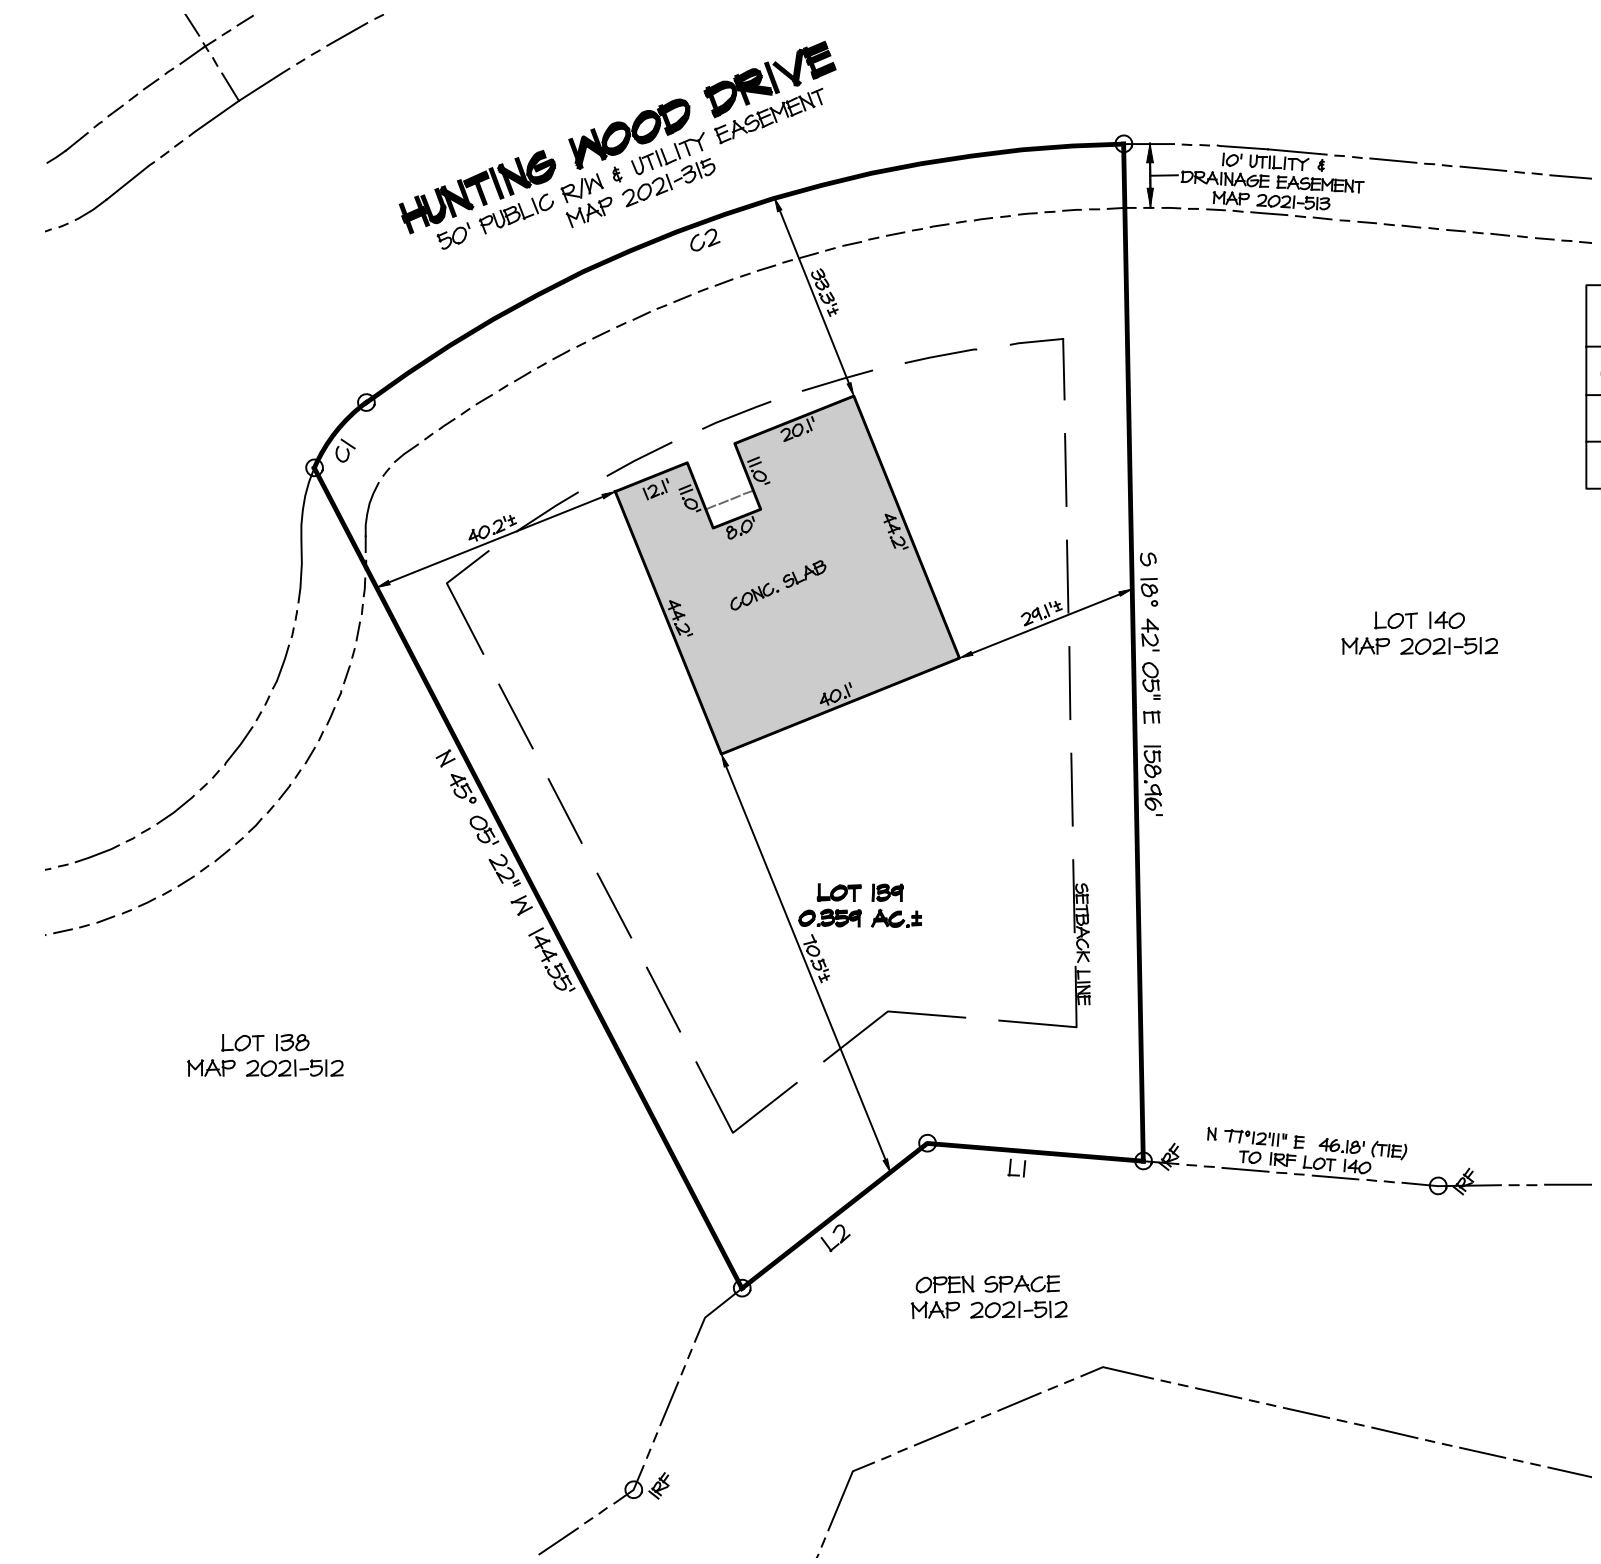 HUNTING WOOD DRIVE
50' PUBLIC R/W & UTILITY EASEMENT
MAP 2021-315
10' UTILITY &
DRAINAGE EASEMENT
MAP 2021-513
C2
C1
33.3'±
20.1'
11.0'
12.1'
11.0'
8.0'
40.2'±
44.2'
44.2'
CONC. SLAB
29.1'±
40.1'
S 18° 42' 05" E 158.96'
LOT 140
MAP 2021-512
N 45° 05' 22" W 144.55'
LOT 139
0.359 AC.±
70.5'±
SETBACK LINE
LOT 138
MAP 2021-512
N 77°12'11" E 46.18' (TIE)
TO IRF LOT 140
IRF
IRF
L1
L2
OPEN SPACE
MAP 2021-512
IRF